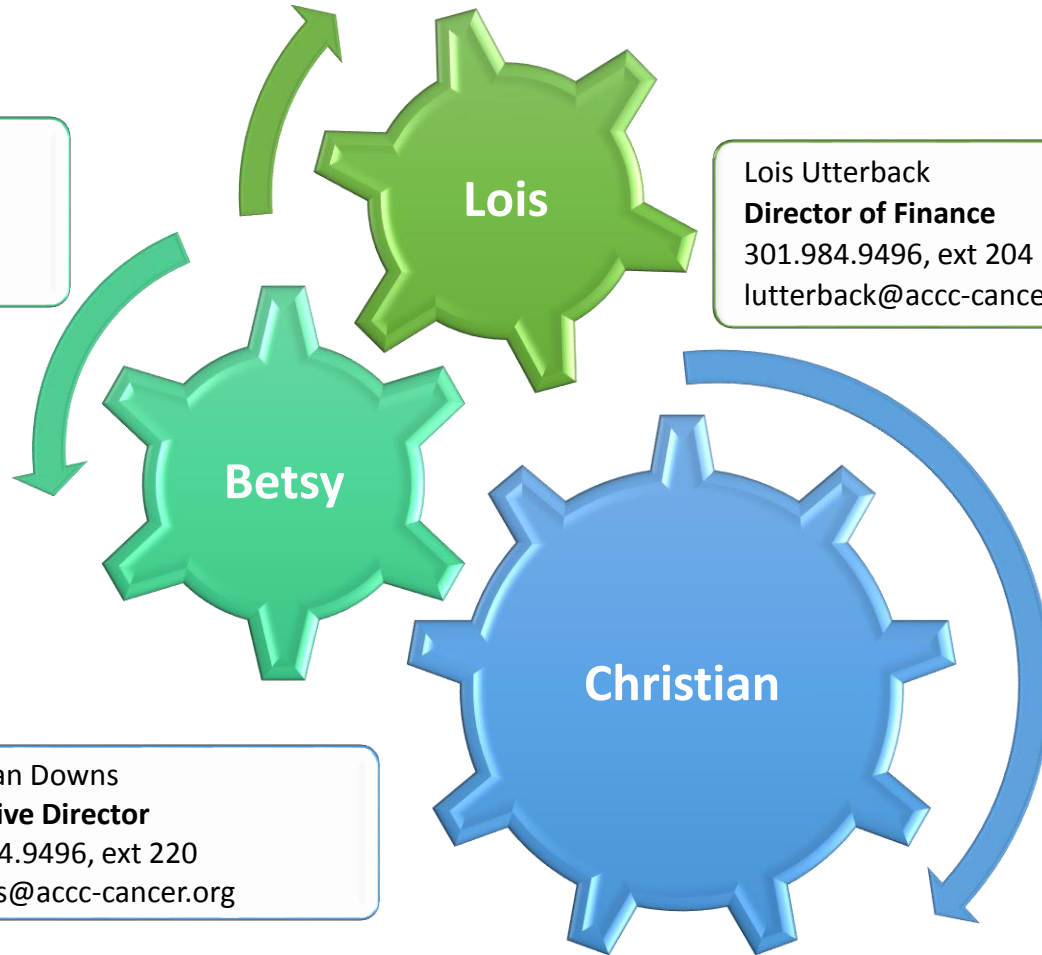 Lois
Lois Utterback
Director of Finance
301.984.9496, ext 204
lutterback@accc-cance
Betsy
Christian
an Downs
ive Director
4.9496, ext 220
s@accc-cancer.org